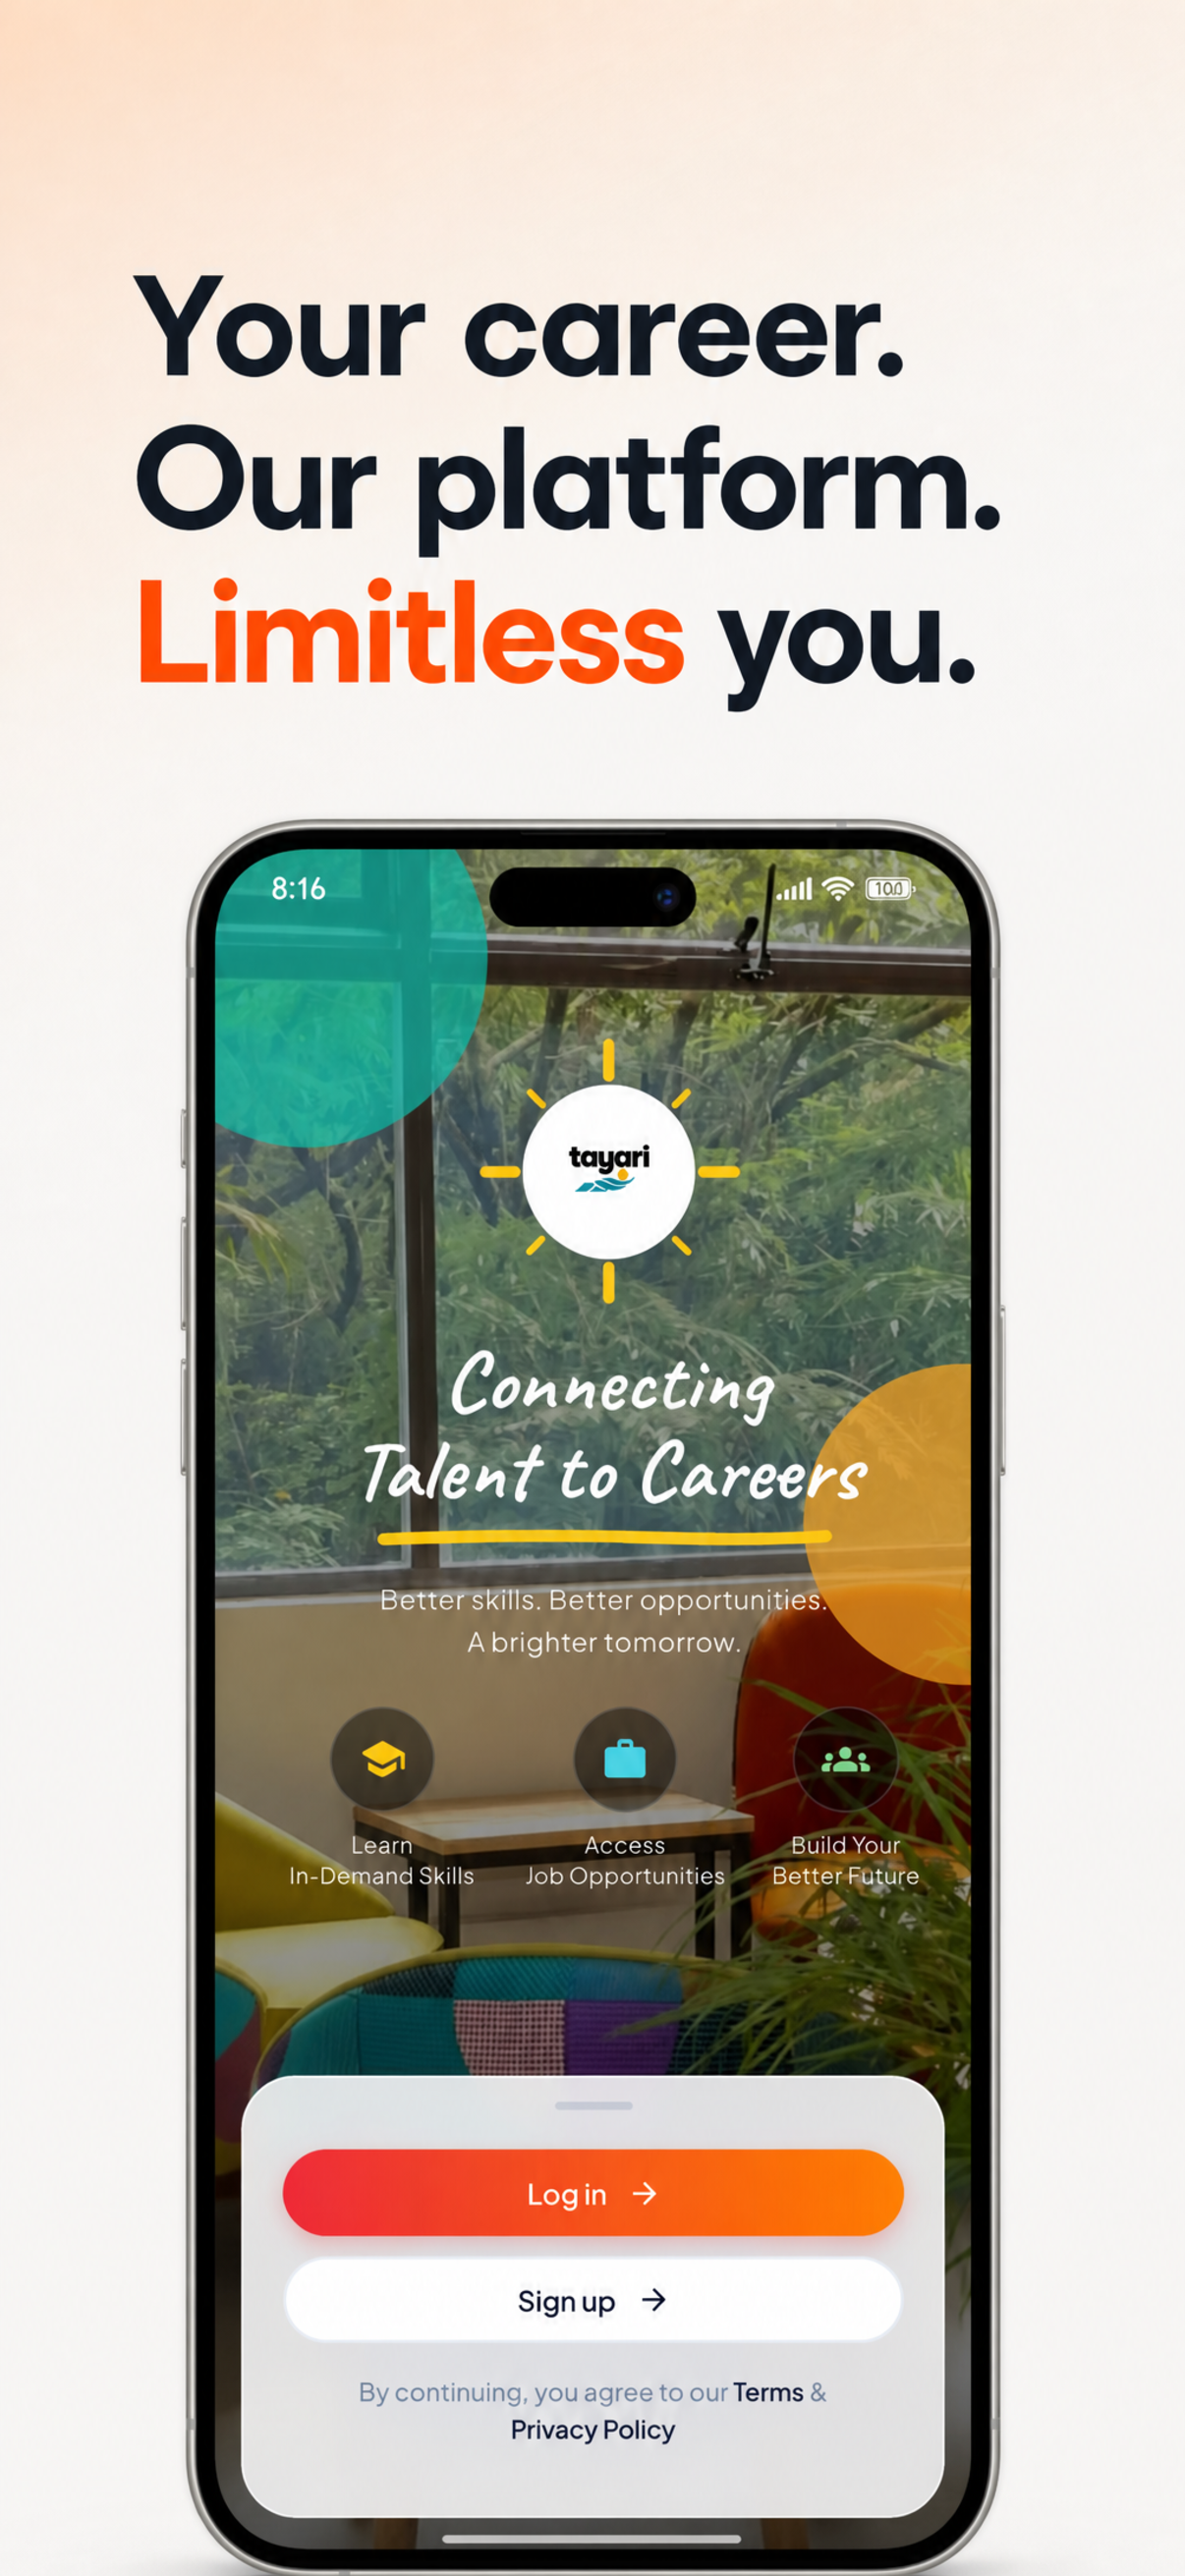 Your career.
Our platform.
Limitless you.
8:16
100
tayari
Connecting
Talent to Careers
Better skills. Better opportunities.
A brighter tomorrow.
Learn
In-Demand Skills
Access
Job Opportunities
Build Your
Better Future
Log in →
Sign up →
By continuing, you agree to our Terms &
Privacy Policy